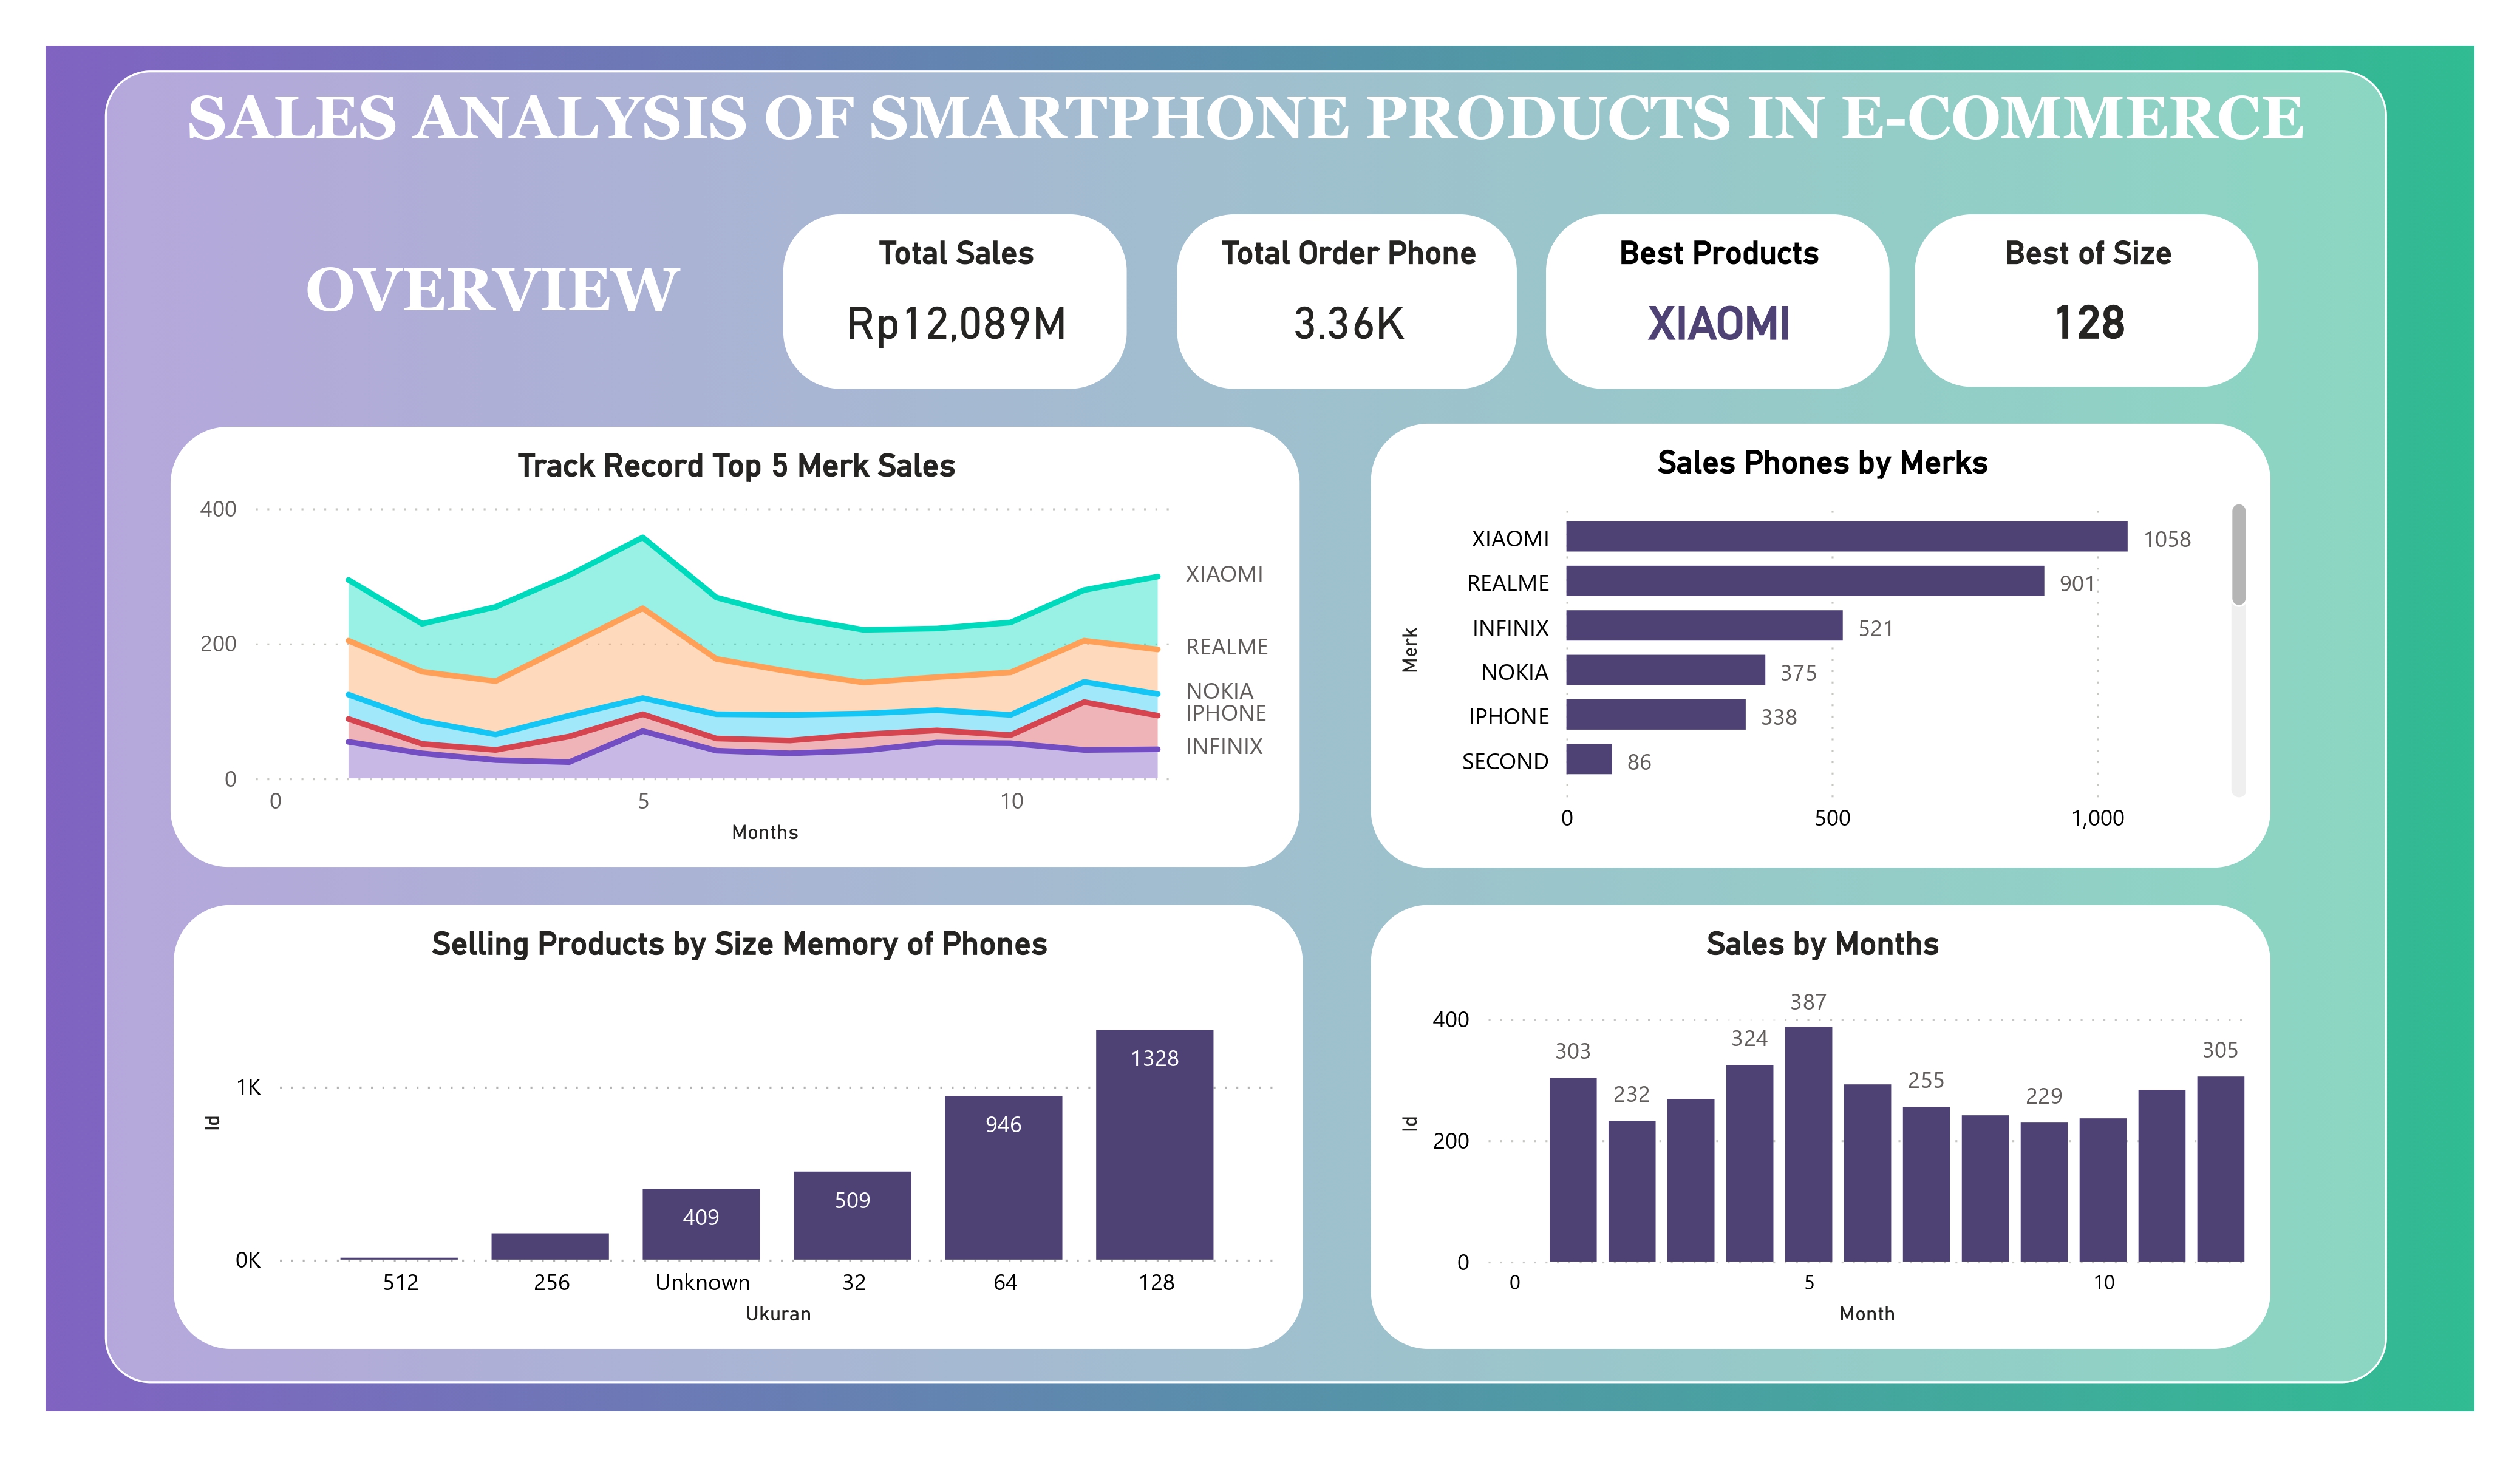 SALES ANALYSIS OF SMARTPHONE PRODUCTS IN E-COMMERCE
OVERVIEW
Total Sales
Rp12,089M
Total Order Phone
3.36K
Best Products
XIAOMI
Best of Size
128
Track Record Top 5 Merk Sales
400
200
0
0
5
10
Months
XIAOMI
REALME
NOKIA
IPHONE
INFINIX
Sales Phones by Merks
Merk
XIAOMI
1058
REALME
901
INFINIX
521
NOKIA
375
IPHONE
338
SECOND
86
0
500
1,000
Selling Products by Size Memory of Phones
Id
1K
0K
409
509
946
1328
512
256
Unknown
32
64
128
Ukuran
Sales by Months
Id
400
200
0
303
232
324
387
255
229
305
0
5
10
Month